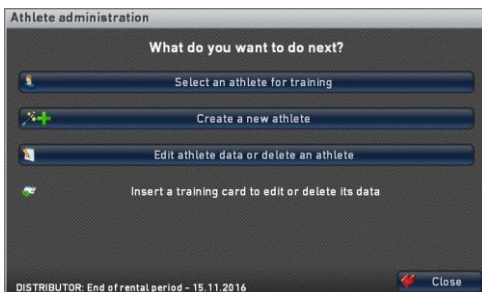 Athlete administration
What do you want to do next?
Select an athlete for training
Create a new athlete
Edit athlete data or delete an athlete
Insert a training card to edit or delete its data
DISTRIBUTOR: End of rental period - 15.11.2016
Close